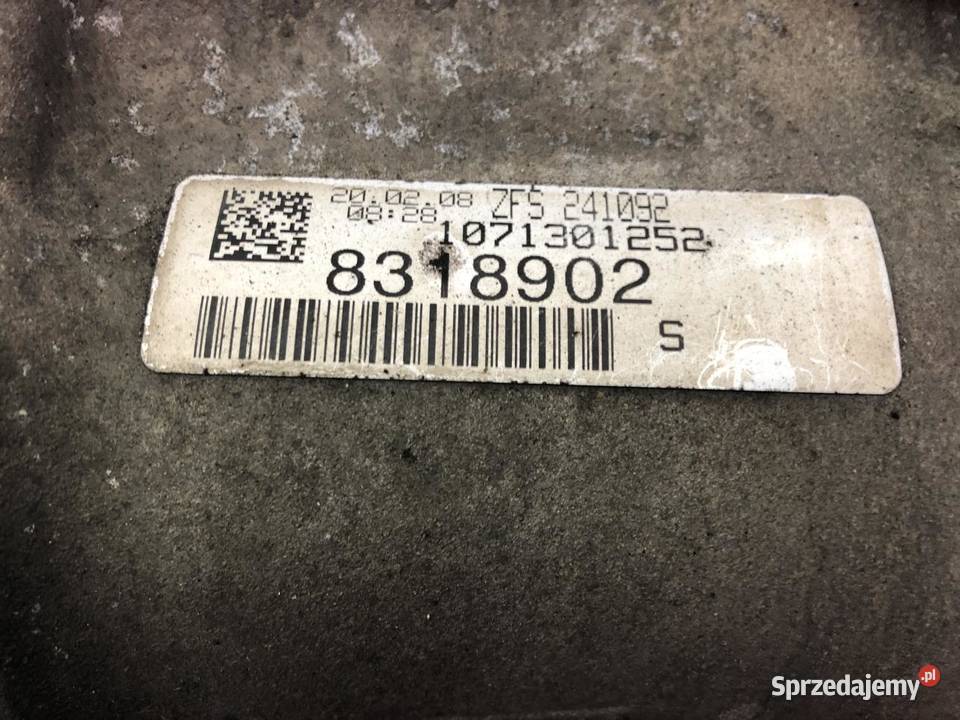 20.02.08 ZFS 241092
08:28
1071301252
8318902
S
Sprzedajemy.pl